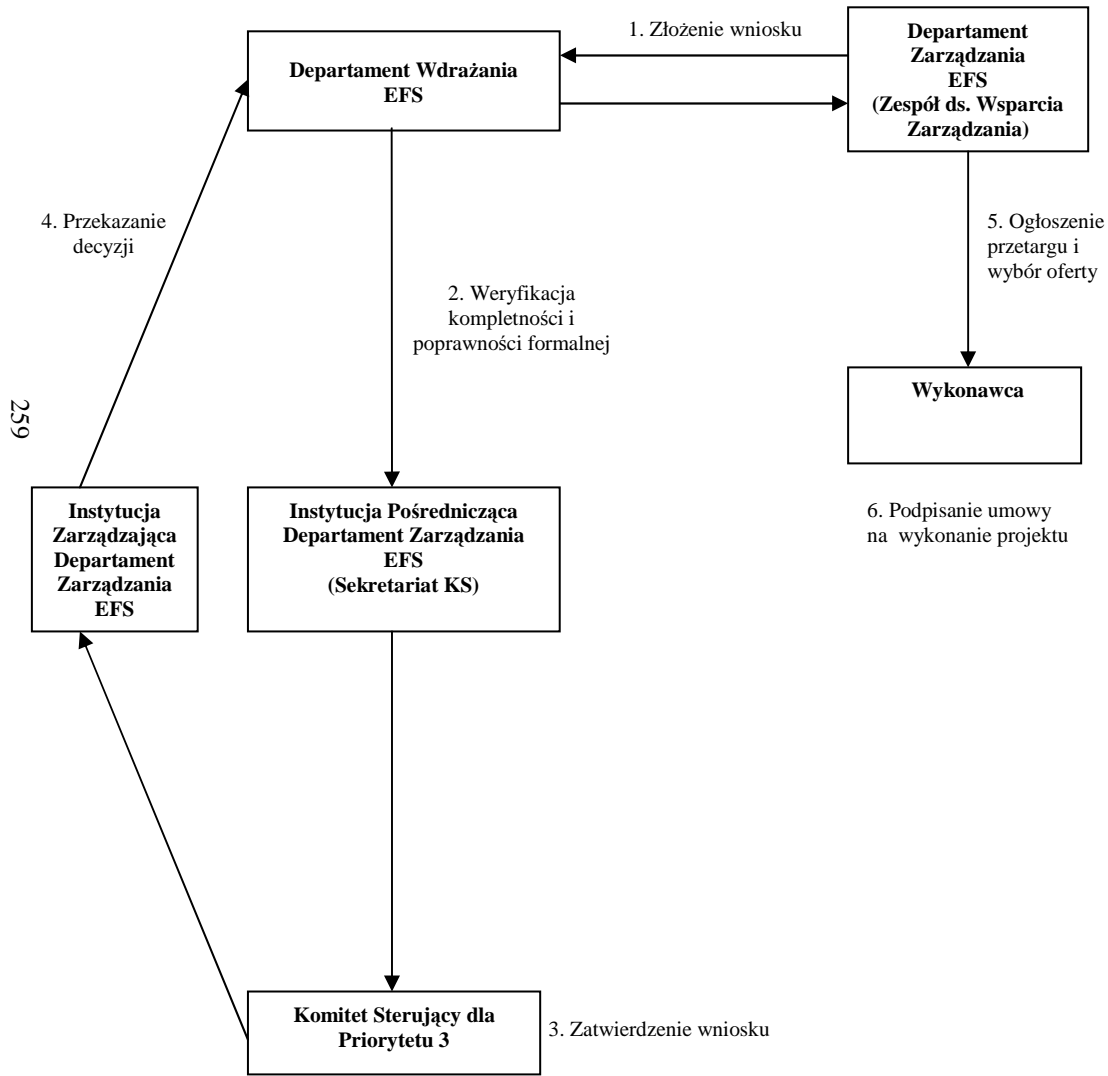 1. Złożenie wniosku
Departament Wdrażania
EFS
Departament
Zarządzania
EFS
(Zespół ds. Wsparcia
Zarządzania)
4. Przekazanie
decyzji
5. Ogłoszenie
przetargu i
wybór oferty
2. Weryfikacja
kompletności i
poprawności formalnej
Wykonawca
259
Instytucja
Zarządzająca
Departament
Zarządzania
EFS
Instytucja Pośrednicząca
Departament Zarządzania
EFS
(Sekretariat KS)
6. Podpisanie umowy
na wykonanie projektu
Komitet Sterujący dla
Priorytetu 3
3. Zatwierdzenie wniosku